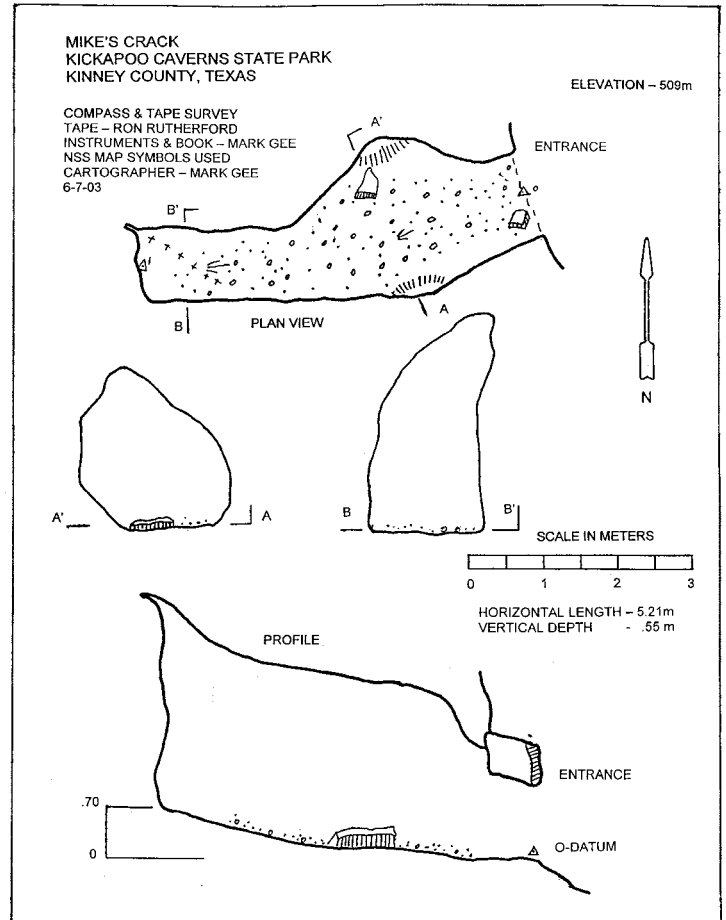 MIKE'S CRACK
KICKAPOO CAVERNS STATE PARK
KINNEY COUNTY, TEXAS
ELEVATION – 509m
COMPASS & TAPE SURVEY
TAPE – RON RUTHERFORD
INSTRUMENTS & BOOK – MARK GEE
NSS MAP SYMBOLS USED
CARTOGRAPHER – MARK GEE
6-7-03
A'
ENTRANCE
B'
B
PLAN VIEW
A
N
A'
A
B
B'
SCALE IN METERS
0 1 2 3
HORIZONTAL LENGTH – 5.21m
VERTICAL DEPTH - .55 m
PROFILE
ENTRANCE
.70
0
O-DATUM